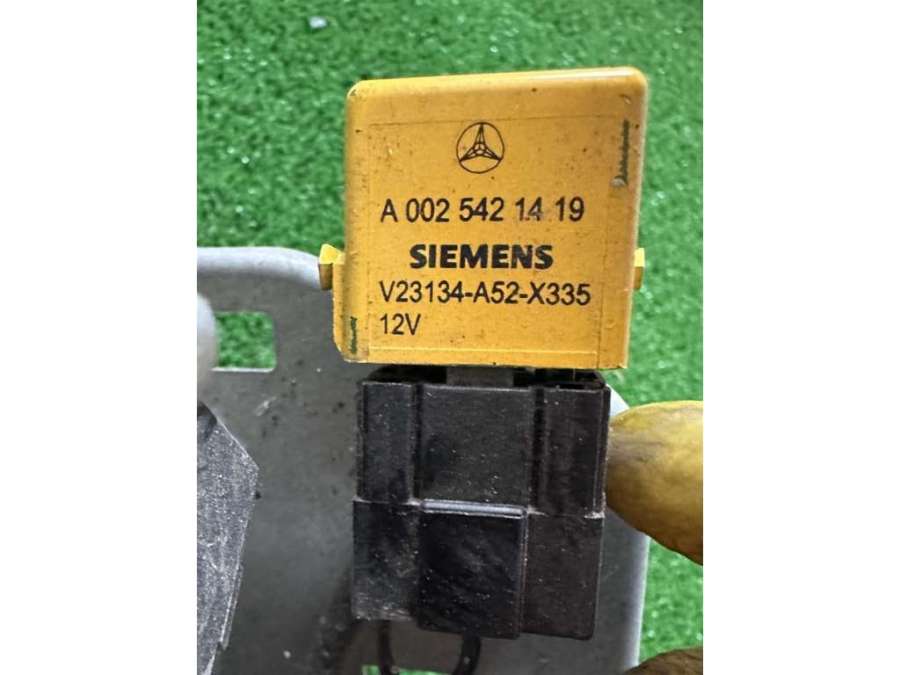 A 002 542 14 19
SIEMENS
V23134-A52-X335
12V